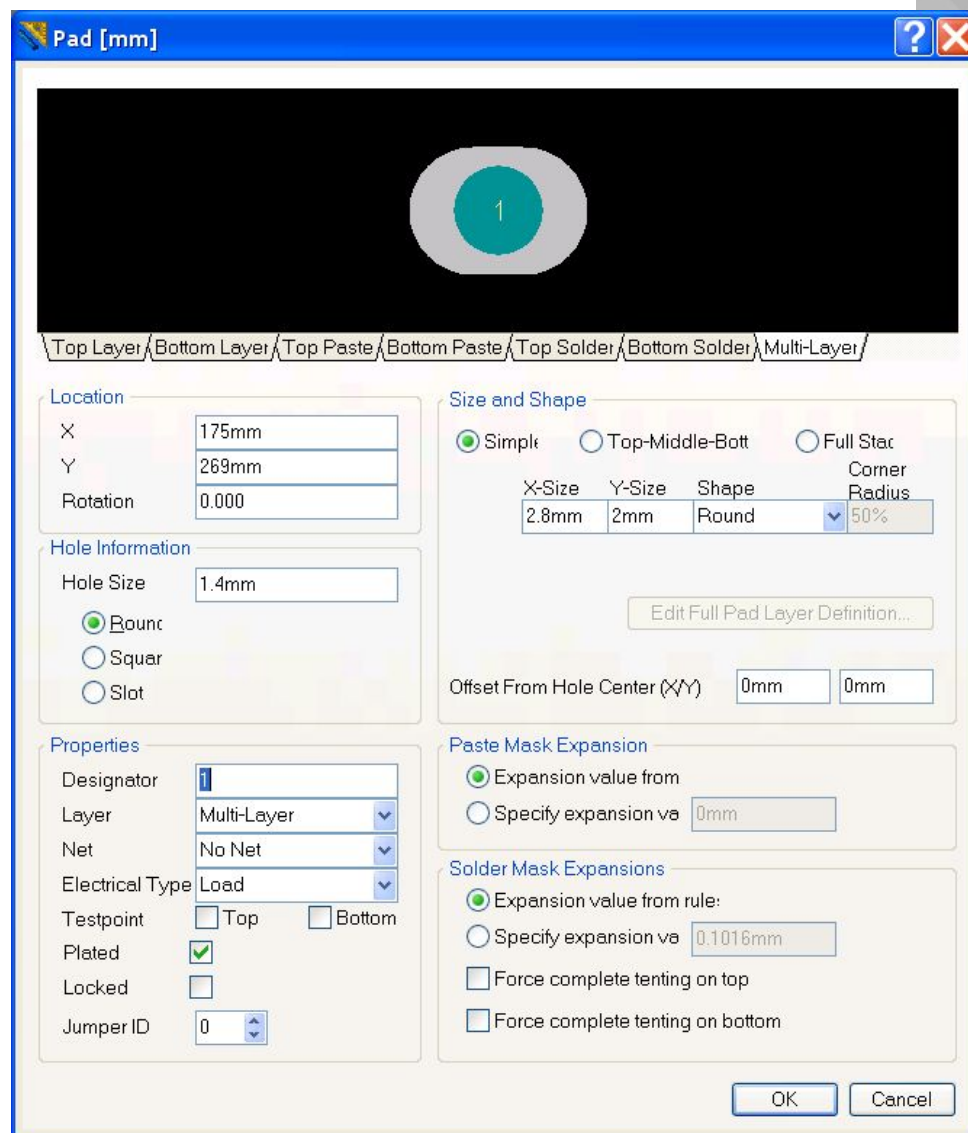 Pad [mm]
1
Top Layer Bottom Layer Top Paste Bottom Paste Top Solder Bottom Solder Multi-Layer
Location
X 175mm
Y 269mm
Rotation 0.000
Hole Information
Hole Size 1.4mm
Round
Squar
Slot
Properties
Designator 1
Layer Multi-Layer
Net No Net
Electrical Type Load
Testpoint Top Bottom
Plated
Locked
Jumper ID 0
Size and Shape
Simple Top-Middle-Bott Full Stac
X-Size Y-Size Shape Corner Radius
2.8mm 2mm Round 50%
Edit Full Pad Layer Definition...
Offset From Hole Center (X/Y) 0mm 0mm
Paste Mask Expansion
Expansion value from
Specify expansion va 0mm
Solder Mask Expansions
Expansion value from rule:
Specify expansion va 0.1016mm
Force complete tenting on top
Force complete tenting on bottom
OK Cancel